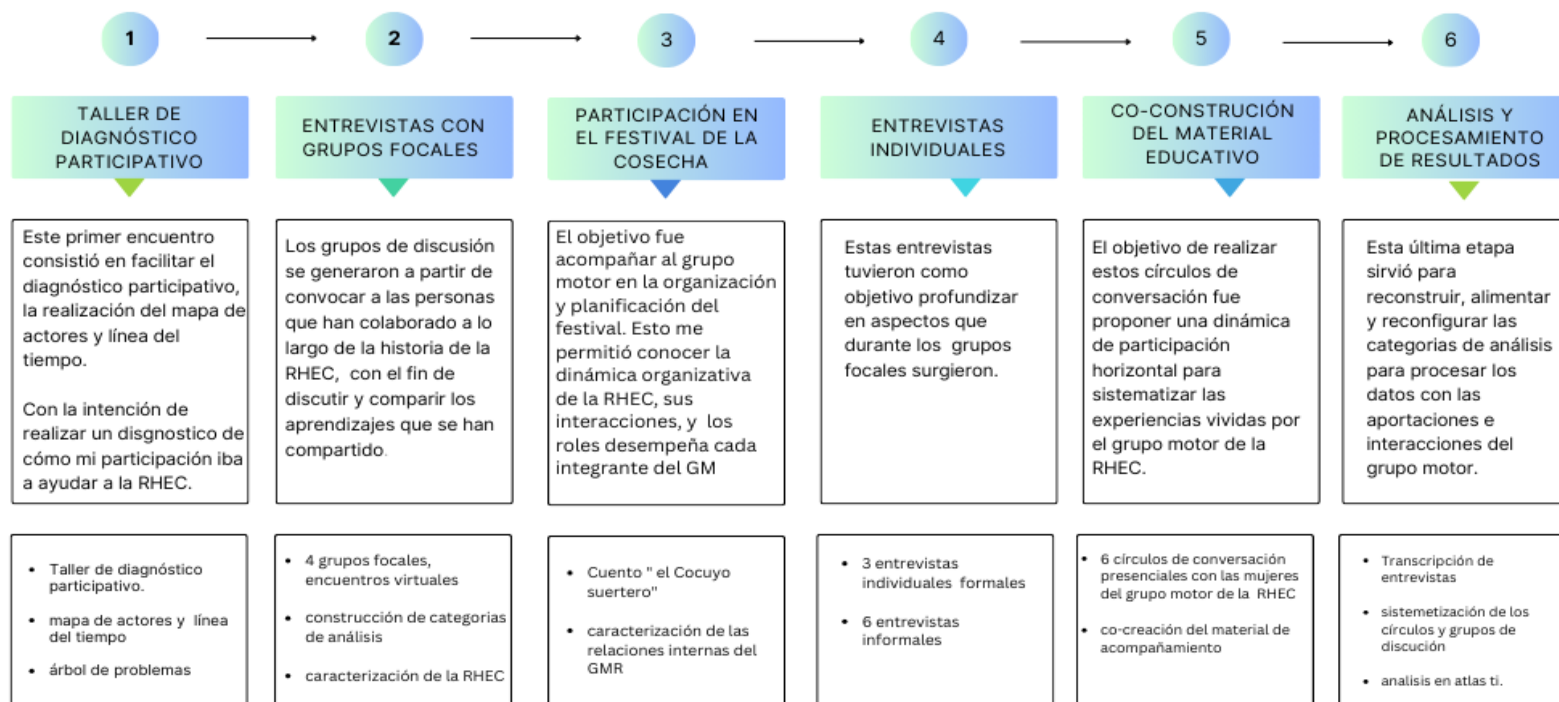 1
2
3
4
5
6
TALLER DE
DIAGNÓSTICO
PARTICIPATIVO
ENTREVISTAS CON
GRUPOS FOCALES
PARTICIPACIÓN EN
EL FESTIVAL DE LA
COSECHA
ENTREVISTAS
INDIVIDUALES
CO-CONSTRUCIÓN
DEL MATERIAL
EDUCATIVO
ANÁLISIS Y
PROCESAMIENTO
DE RESULTADOS
Este primer encuentro
consistió en facilitar el
diagnóstico participativo,
la realización del mapa de
actores y línea del
tiempo.
Con la intención de
realizar un disgnostico de
cómo mi participación iba
a ayudar a la RHEC.
Los grupos de discusión
se generaron a partir de
convocar a las personas
que han colaborado a lo
largo de la historia de la
RHEC, con el fin de
discutir y comparir los
aprendizajes que se han
compartido.
El objetivo fue
acompañar al grupo
motor en la organización
y planificación del
festival. Esto me
permitió conocer la
dinámica organizativa
de la RHEC, sus
interacciones, y los
roles desempeña cada
integrante del GM
Estas entrevistas
tuvieron como
objetivo profundizar
en aspectos que
durante los grupos
focales surgieron.
El objetivo de realizar
estos círculos de
conversación fue
proponer una dinámica
de participación
horizontal para
sistematizar las
experiencias vividas por
el grupo motor de la
RHEC.
Esta última etapa
sirvió para
reconstruir, alimentar
y reconfigurar las
categorias de análisis
para procesar los
datos con las
aportaciones e
interacciones del
grupo motor.
• Taller de diagnóstico
participativo.
• mapa de actores y línea
del tiempo
• árbol de problemas
• 4 grupos focales,
encuentros virtuales
• construcción de categorias
de análisis
• caracterización de la RHEC
• Cuento " el Cocuyo
suertero"
• caracterización de las
relaciones internas del
GMR
• 3 entrevistas
individuales formales
• 6 entrevistas
informales
• 6 círculos de conversación
presenciales con las mujeres
del grupo motor de la RHEC
• co-creación del material de
acompañamiento
• Transcripción de
entrevistas
• sistemetización de los
círculos y grupos de
discución
• analisis en atlas ti.